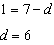 1 = 7 − d
d = 6